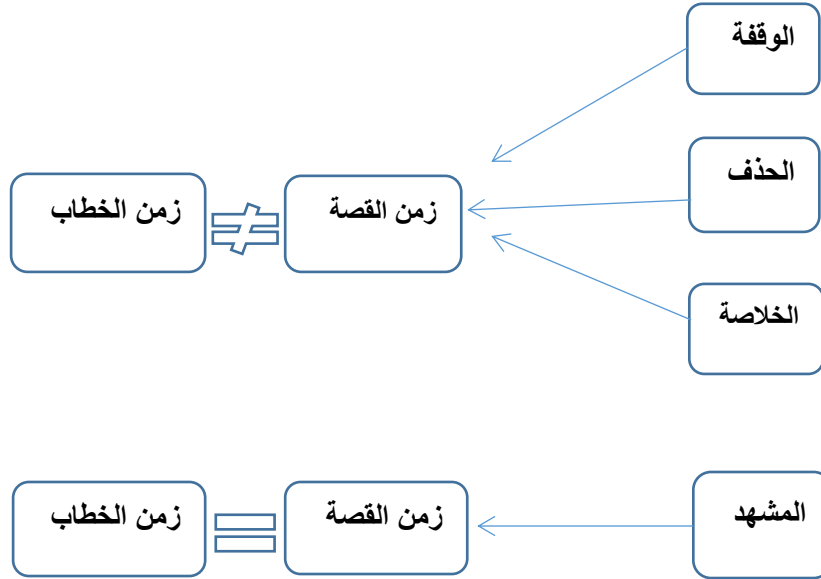 الوقفة
الحذف
زمن القصة
زمن الخطاب
الخلاصة
المشهد
زمن القصة
زمن الخطاب